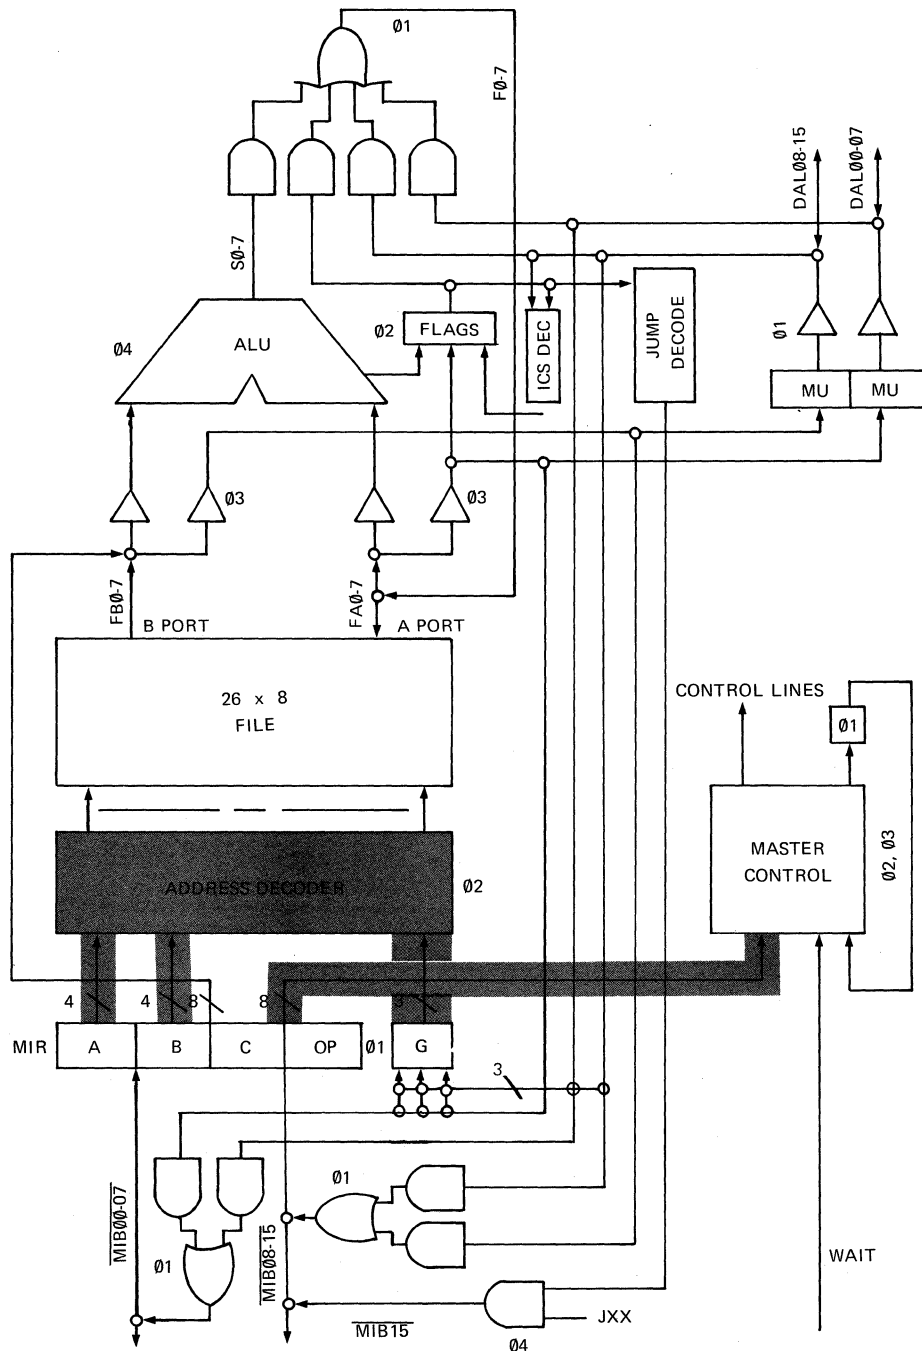 Ø1
FØ-7
DALØ8-15
DALØØ-Ø7
SØ-7
Ø4
ALU
Ø2
FLAGS
ICS DEC
JUMP
DECODE
Ø1
MU
MU
Ø3
Ø3
FBØ-7
FAØ-7
B PORT
A PORT
26 x 8
FILE
CONTROL LINES
Ø1
MASTER
CONTROL
Ø2, Ø3
ADDRESS DECODER
Ø2
4
4
8
8
3
MIR
A
B
C
OP
Ø1
G
3
MIBØØ-Ø7
Ø1
MIBØ8-15
Ø1
WAIT
MIB15
JXX
Ø4